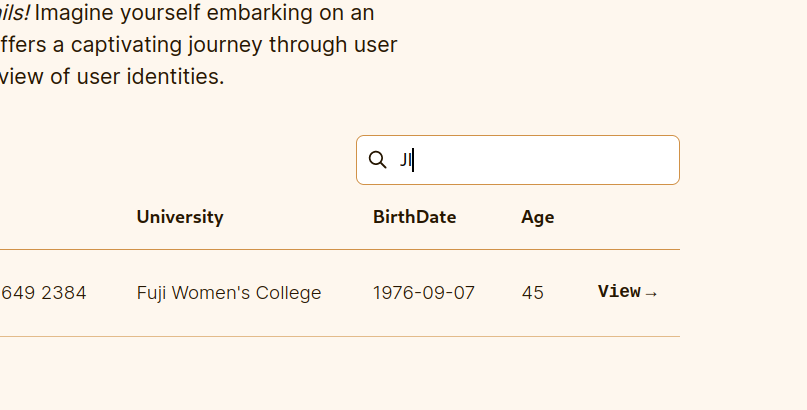 ils! Imagine yourself embarking on an
ffers a captivating journey through user
view of user identities.
JI
University BirthDate Age
649 2384 Fuji Women's College 1976-09-07 45 View→